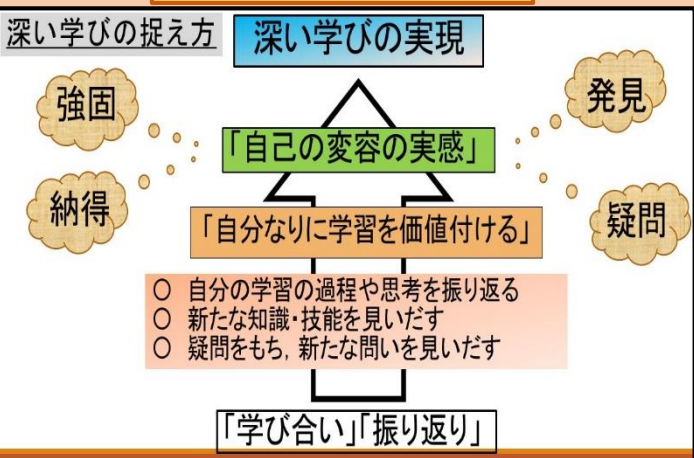 深い学びの捉え方
深い学びの実現
強固
発見
「自己の変容の実感」
納得
疑問
「自分なりに学習を価値付ける」
○ 自分の学習の過程や思考を振り返る
○ 新たな知識・技能を見いだす
○ 疑問をもち，新たな問いを見いだす
「学び合い」「振り返り」